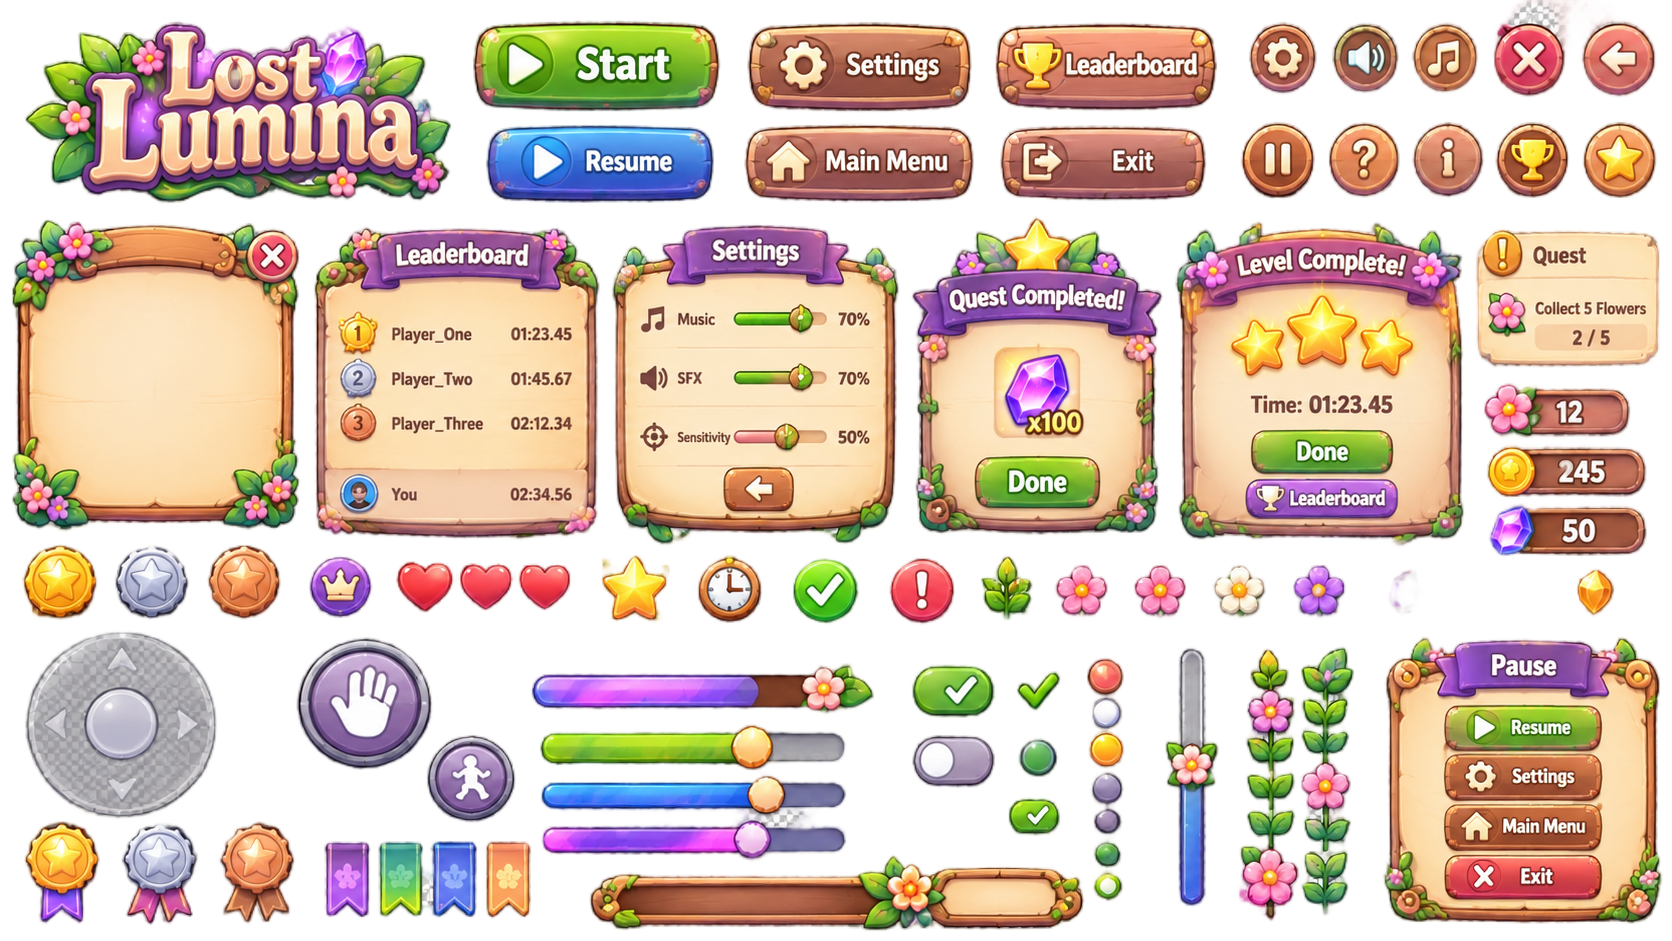 Lost
Lumina
Start
Settings
Leaderboard
Resume
Main Menu
Exit
?
i
Leaderboard
1 Player_One 01:23.45
2 Player_Two 01:45.67
3 Player_Three 02:12.34
You 02:34.56
Settings
Music 70%
SFX 70%
Sensitivity 50%
Quest Completed!
x100
Done
Level Complete!
Time: 01:23.45
Done
Leaderboard
! Quest
Collect 5 Flowers
2 / 5
12
245
50
!
Pause
Resume
Settings
Main Menu
Exit